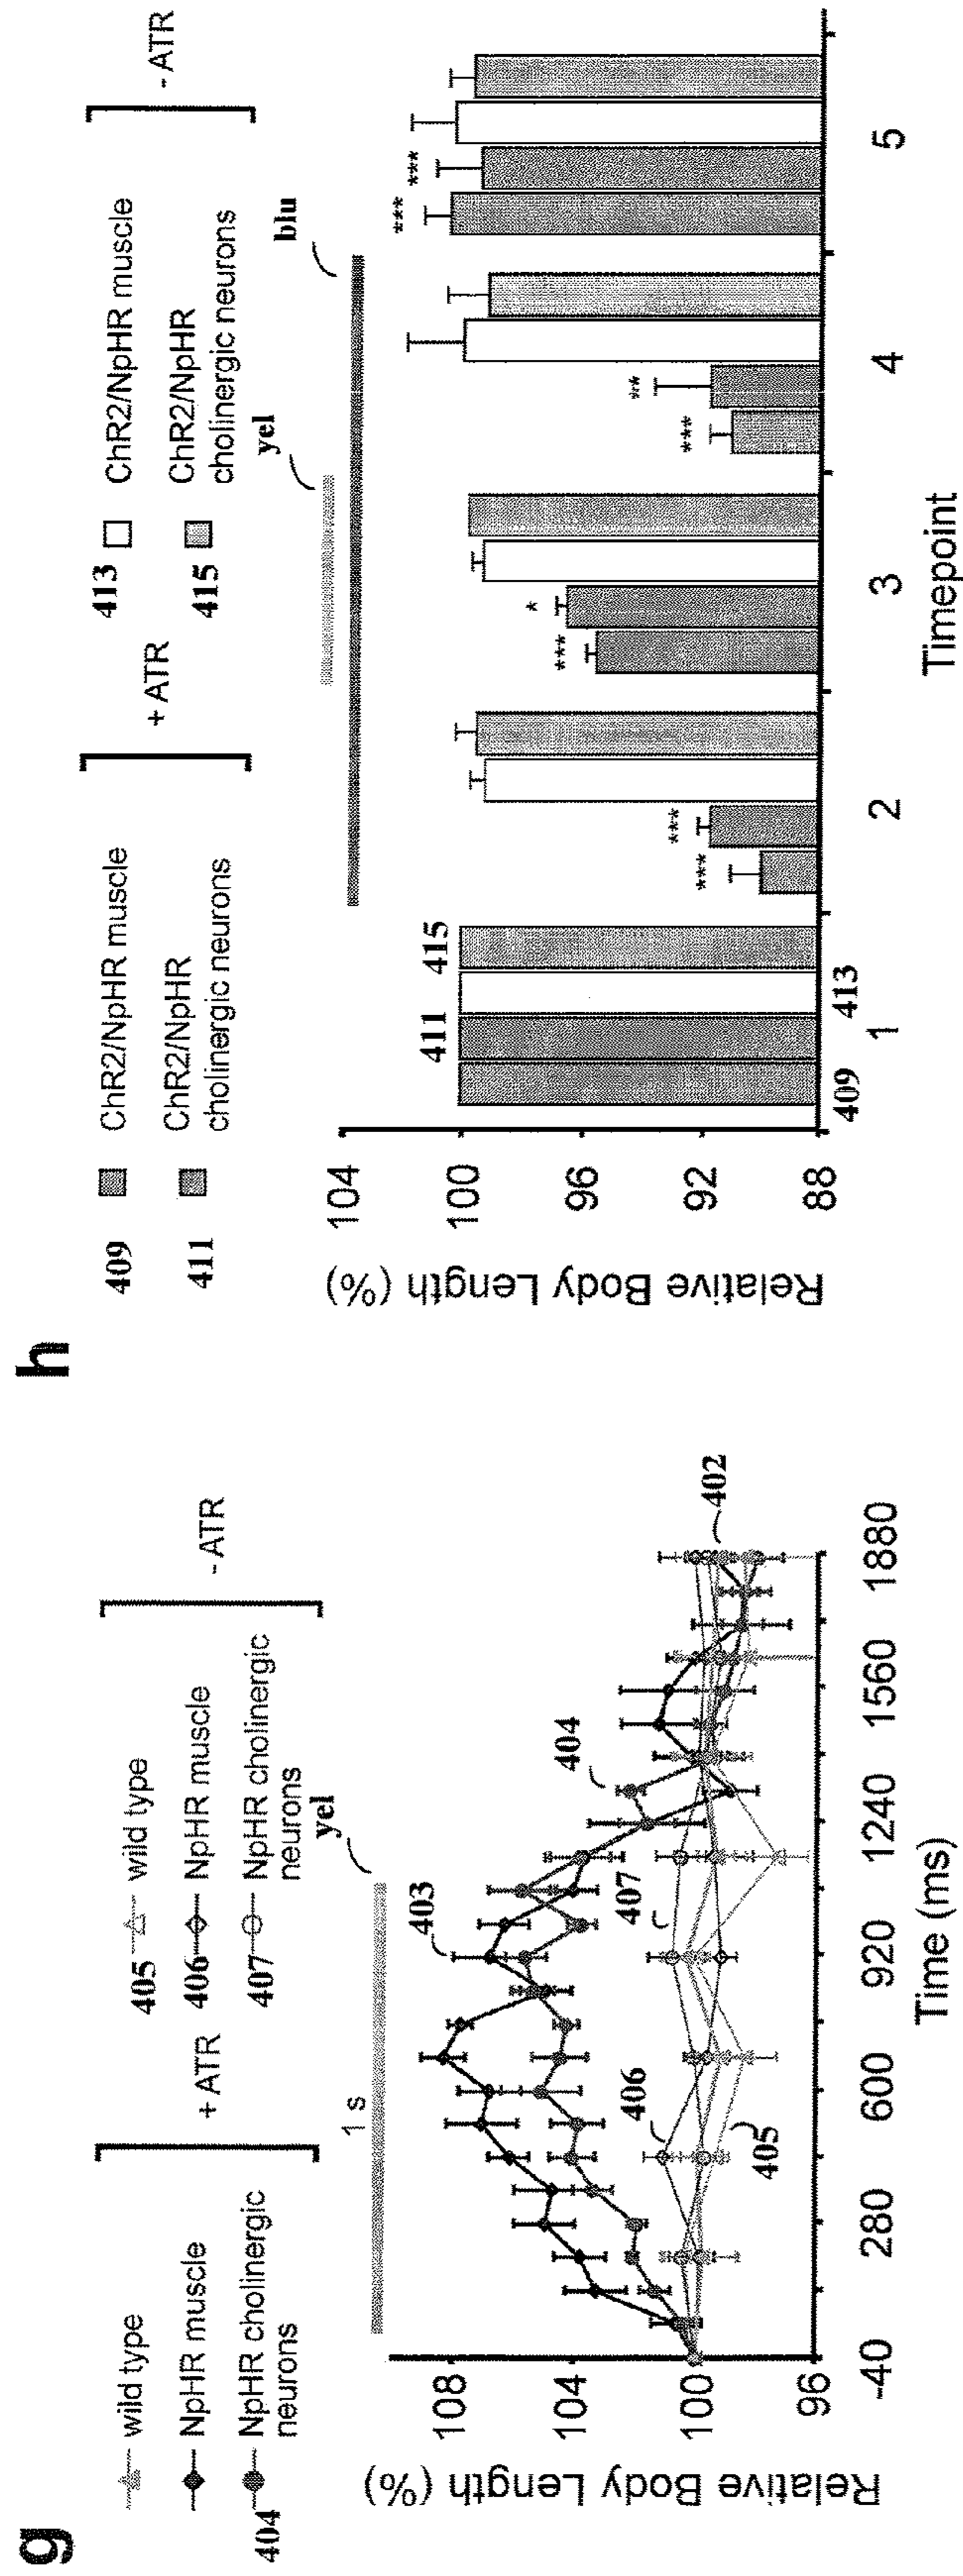 g
wild type
NpHR muscle
404 NpHR cholinergic
neurons
+ ATR
405 wild type
406 NpHR muscle
407 NpHR cholinergic
neurons
- ATR
yel
1 s
403
404
407
406
405
402
Relative Body Length (%)
108
104
100
96
-40 280 600 920 1240 1560 1880
Time (ms)
h
409 ChR2/NpHR muscle
411 ChR2/NpHR
cholinergic neurons
+ ATR
413 ChR2/NpHR muscle
415 ChR2/NpHR
cholinergic neurons
- ATR
yel
blu
Relative Body Length (%)
104
100
96
92
88
411 415
409 413
*** ***
*** *
*** **
*** ***
1 2 3 4 5
Timepoint